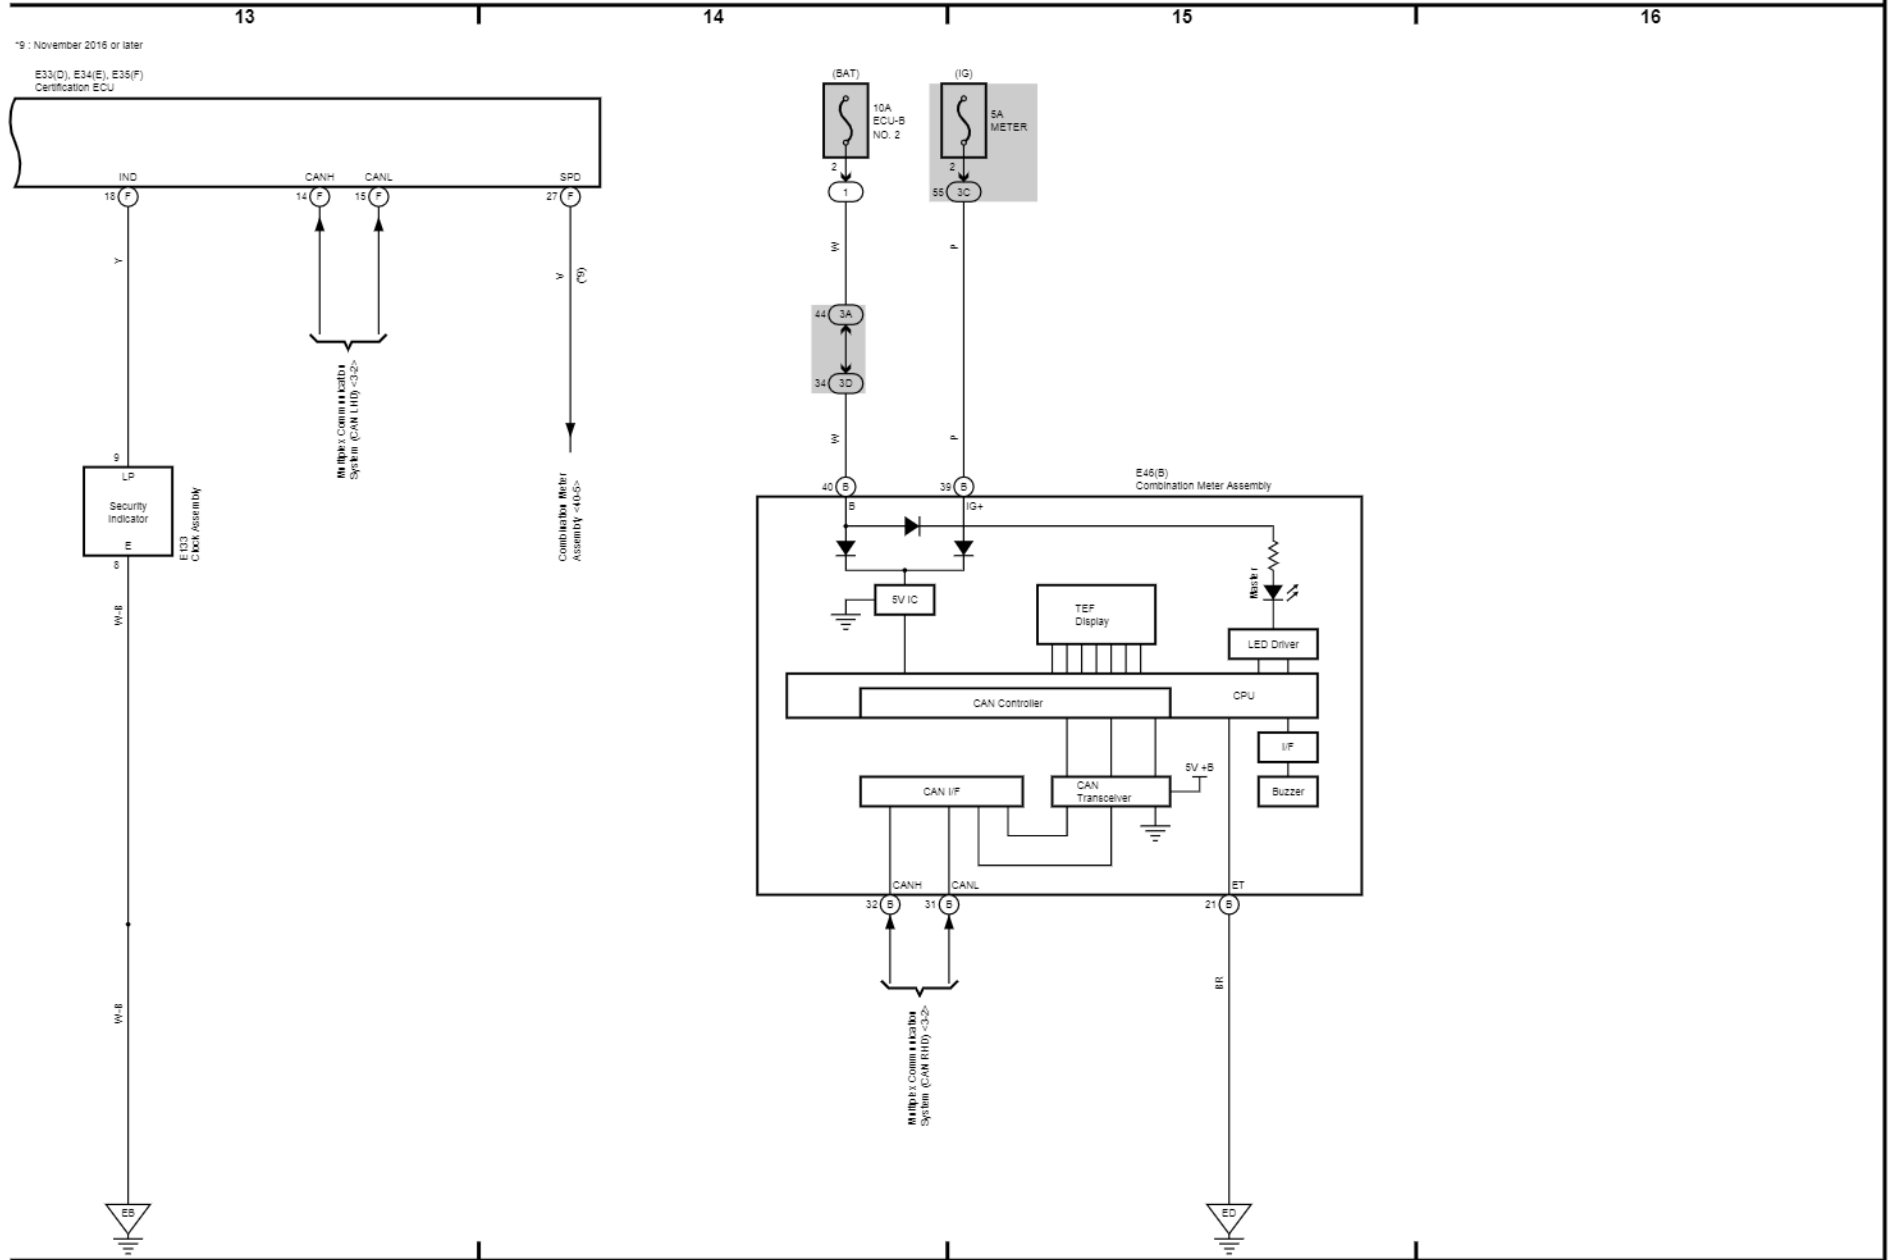 13
14
15
16
*9 : November 2016 or later
E33(D), E34(E), E35(F)
Certification ECU
IND
CANH
CANL
SPD
18
F
14
F
15
F
27
F
Y
V
(*9)
Multiplex Communication
System (CAN LHD) <3-2>
Combination Meter
Assembly <40-5>
9
LP
Security
Indicator
E
8
E133
Clock Assembly
W-B
W-B
EB
(BAT)
10A
ECU-B
NO. 2
2
1
W
44
3A
34
3D
W
40
B
(IG)
5A
METER
2
55
3C
P
P
39
B
E46(B)
Combination Meter Assembly
B
IG+
5V IC
TEF
Display
Master
LED Driver
CPU
CAN Controller
I/F
Buzzer
CAN I/F
CAN
Transceiver
5V +B
CANH
CANL
ET
32
B
31
B
21
B
Multiplex Communication
System (CAN RHD) <3-2>
BR
ED